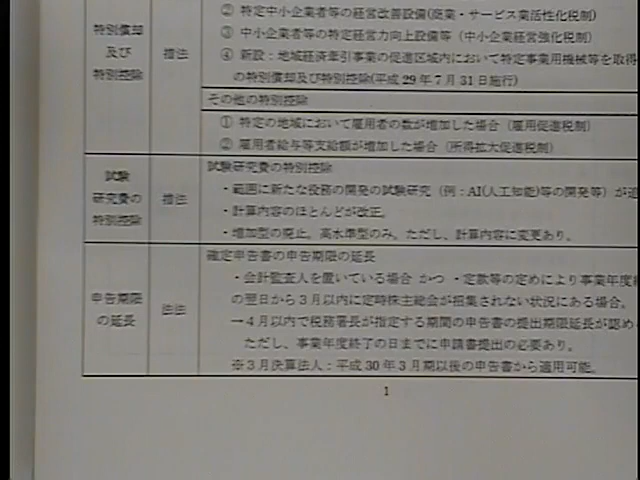 ② 特定中小企業者等の経営改善設備(商業・サービス業活性化税制)
③ 中小企業者等の特定経営力向上設備等（中小企業経営強化税制）
特別償却
及び
特別控除
措法
④ 新設：地域経済牽引事業の促進区域内において特定事業用機械等を取得
の特別償却及び特別控除(平成29年7月31日施行)
その他の特別控除
① 特定の地域において雇用者の数が増加した場合（雇用促進税制）
② 雇用者給与等支給額が増加した場合（所得拡大促進税制）
試験
研究費の
特別控除
措法
試験研究費の特別控除
・範囲に新たな役務の開発の試験研究（例：AI(人工知能)等の開発等）が追
・計算内容のほとんどが改正。
・増加型の廃止。高水準型のみ。ただし、計算内容に変更あり。
申告期限
の延長
法法
確定申告書の申告期限の延長
・会計監査人を置いている場合 かつ ・定款等の定めにより事業年度終
の翌日から３月以内に定時株主総会が招集されない状況にある場合。
→４月以内で税務署長が指定する期間の申告書の提出期限延長が認め
ただし、事業年度終了の日までに申請書提出の必要あり。
※３月決算法人：平成30年３月期以後の申告書から適用可能。
1